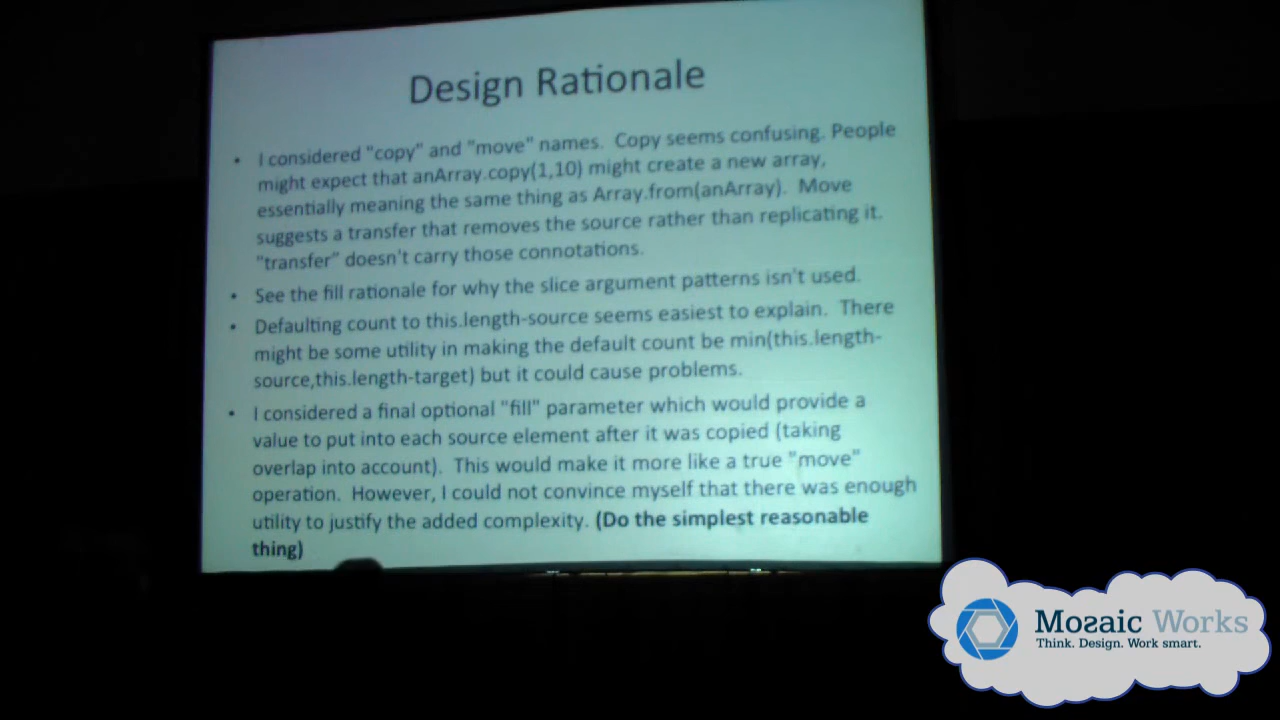 Design Rationale
• I considered "copy" and "move" names. Copy seems confusing. People
might expect that anArray.copy(1,10) might create a new array,
essentially meaning the same thing as Array.from(anArray). Move
suggests a transfer that removes the source rather than replicating it.
"transfer" doesn't carry those connotations.
• See the fill rationale for why the slice argument patterns isn't used.
• Defaulting count to this.length-source seems easiest to explain. There
might be some utility in making the default count be min(this.length-
source,this.length-target) but it could cause problems.
• I considered a final optional "fill" parameter which would provide a
value to put into each source element after it was copied (taking
overlap into account). This would make it more like a true "move"
operation. However, I could not convince myself that there was enough
utility to justify the added complexity. (Do the simplest reasonable
thing)
Mozaic Works
Think. Design. Work smart.